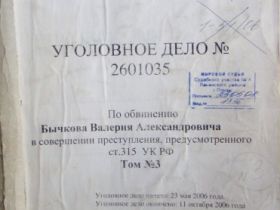 УГОЛОВНОЕ ДЕЛО №
2601035
МИРОВОЙ СУДЬЯ
По обвинению
Бычкова Валерия Александровича
в совершении преступления, предусмотренного
ст.315 УК РФ
Том №3
Уголовное дело начато: 23 мая 2006 года.
Уголовное дело окончено: 11 октября 2006 года